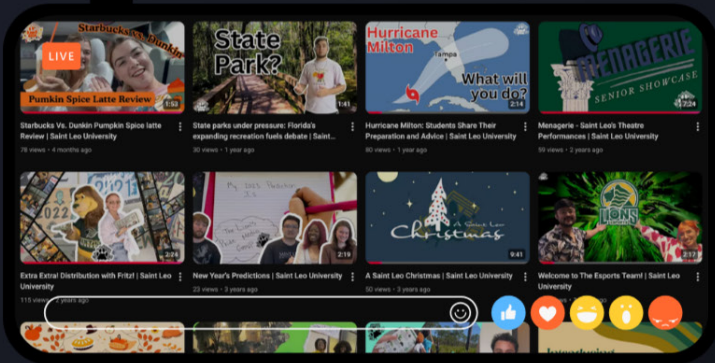 LIVE
Starbucks vs. Dunkin
Pumpkin Spice Latte Review
1:53
State
Park?
1:41
Hurricane
Milton
Tampa
What will
you do?
2:14
MENAGERIE
SENIOR SHOWCASE
2:24
Starbucks Vs. Dunkin Pumpkin Spice latte
Review | Saint Leo University
78 views • 4 months ago
State parks under pressure: Florida's
expanding recreation fuels debate | Saint...
30 views • 1 year ago
Hurricane Milton: Students Share Their
Preparation and Advice | Saint Leo University
80 views • 1 year ago
Menagerie - Saint Leo's Theatre
Performances | Saint Leo University
59 views • 2 years ago
2022
2:24
My 2023 Prediction
Is
2:19
A Saint Leo
Christmas
9:41
LIONS
2:17
Extra Extra! Distribution with Fritz! | Saint Leo
University
115 views • 2 years ago
New Year's Predictions | Saint Leo University
23 views • 3 years ago
A Saint Leo Christmas | Saint Leo University
50 views • 3 years ago
Welcome to The Esports Team! | Saint Leo
University